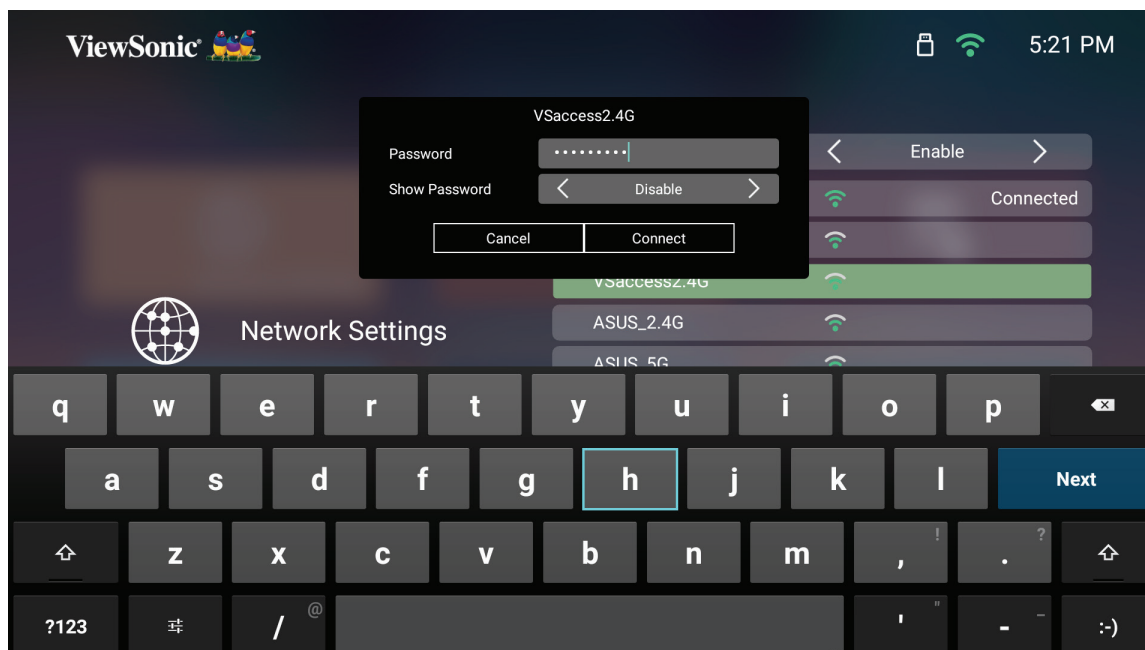 ViewSonic® 5:21 PM
VSaccess2.4G
Password •••••••••
Show Password Disable
Cancel Connect
Enable
Connected
VSaccess2.4G
ASUS_2.4G
ASUS_5G
Network Settings
q w e r t y u i o p
a s d f g h j k l Next
z x c v b n m , ! . ?
?123 / @ ' " - _ :-)